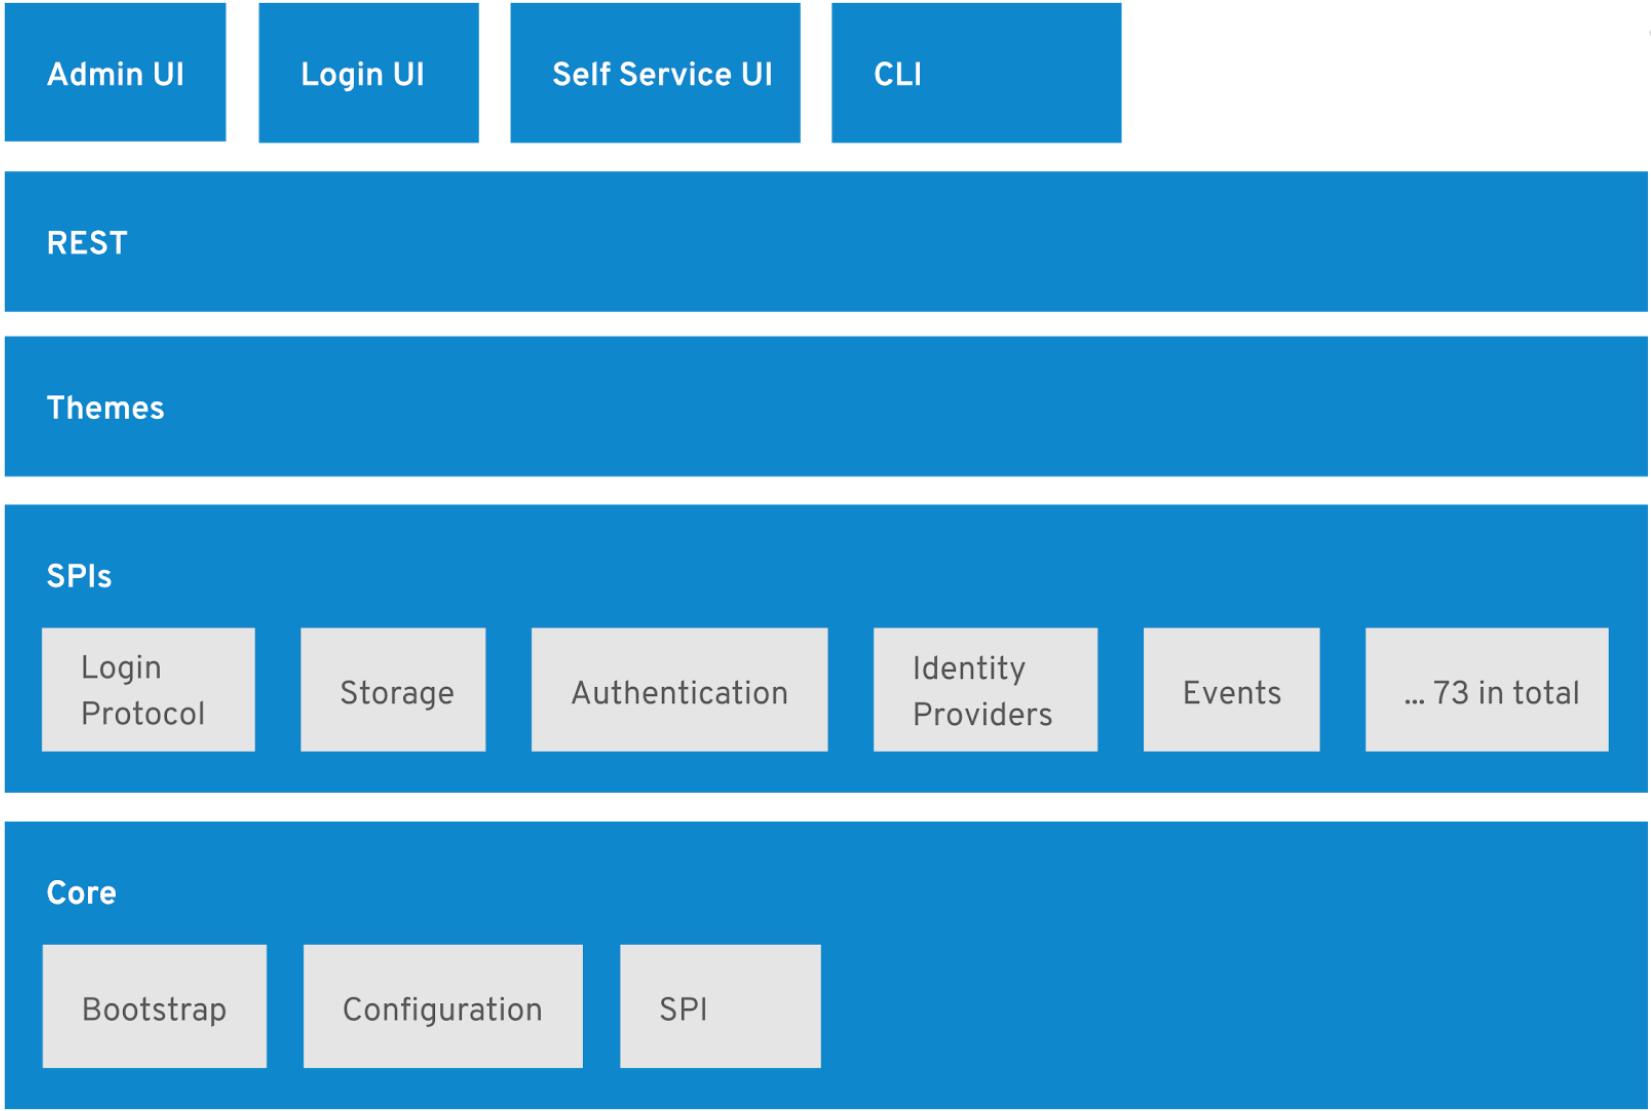 Admin UI
Login UI
Self Service UI
CLI
REST
Themes
SPIs
Login
Protocol
Storage
Authentication
Identity
Providers
Events
... 73 in total
Core
Bootstrap
Configuration
SPI